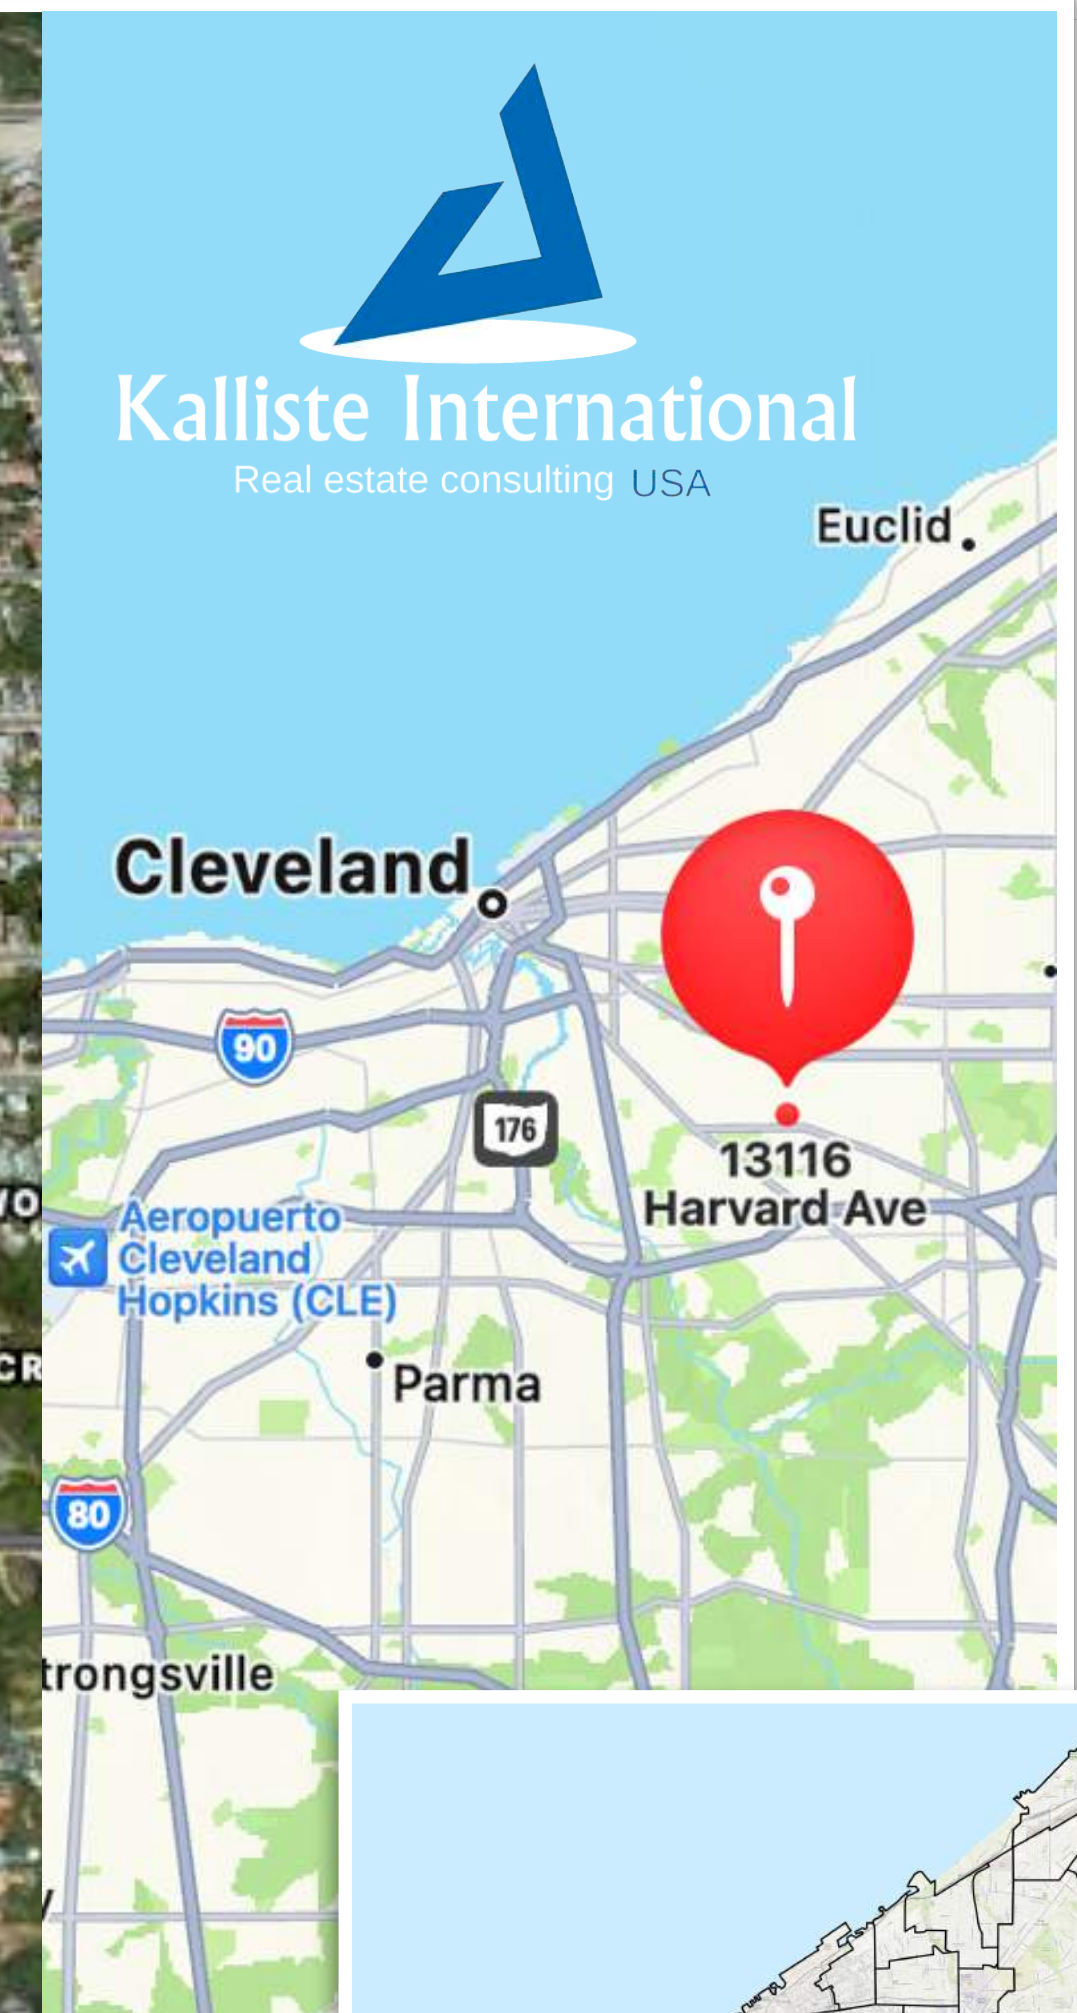 Kalliste International
Real estate consulting USA
Euclid
Cleveland
90
176
13116
Harvard Ave
Aeropuerto
Cleveland
Hopkins (CLE)
Parma
80
trongsville